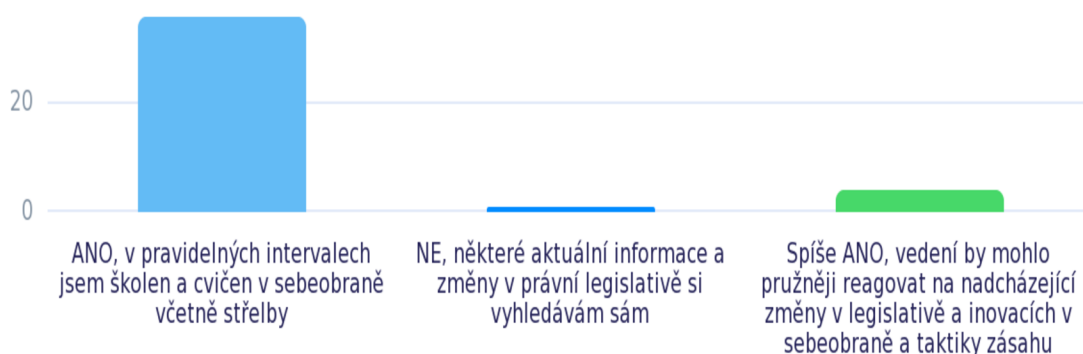 20
0
ANO, v pravidelných intervalech
jsem školen a cvičen v sebeobraně
včetně střelby
NE, některé aktuální informace a
změny v právní legislativě si
vyhledávám sám
Spíše ANO, vedení by mohlo
pružněji reagovat na nadcházející
změny v legislativě a inovacích v
sebeobraně a taktiky zásahu